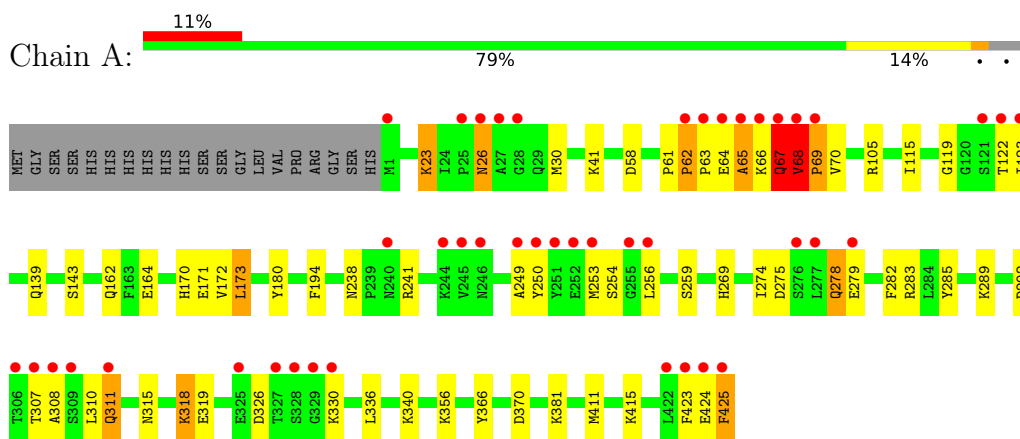 11%
Chain A:
79% 14% • •
MET GLY SER SER HIS HIS HIS HIS HIS HIS SER SER GLY LEU VAL PRO ARG GLY SER HIS M1 K23 I24 P25 N26 A27 G28 Q29 M30 K41 D58 P61 P62 P63 E64 A65 K66 Q67 V68 P69 V70 R105 I115 G119 G120 S121 T122
Q139 S143 Q162 F163 E164 H170 E171 V172 L173 Y180 F194 N238 P239 N240 R241 K244 V245 N246 A249 Y250 Y251 E252 M253 S254 G255 L256 S259 H269 I274 D275 S276 L277 Q278 E279 F282 R283 L284 Y285 K289
T306 T307 A308 S309 L310 Q311 N315 K318 E319 E325 D326 T327 S328 G329 K330 L336 K340 K356 Y366 D370 K381 M411 K415 L422 F423 E424 F425